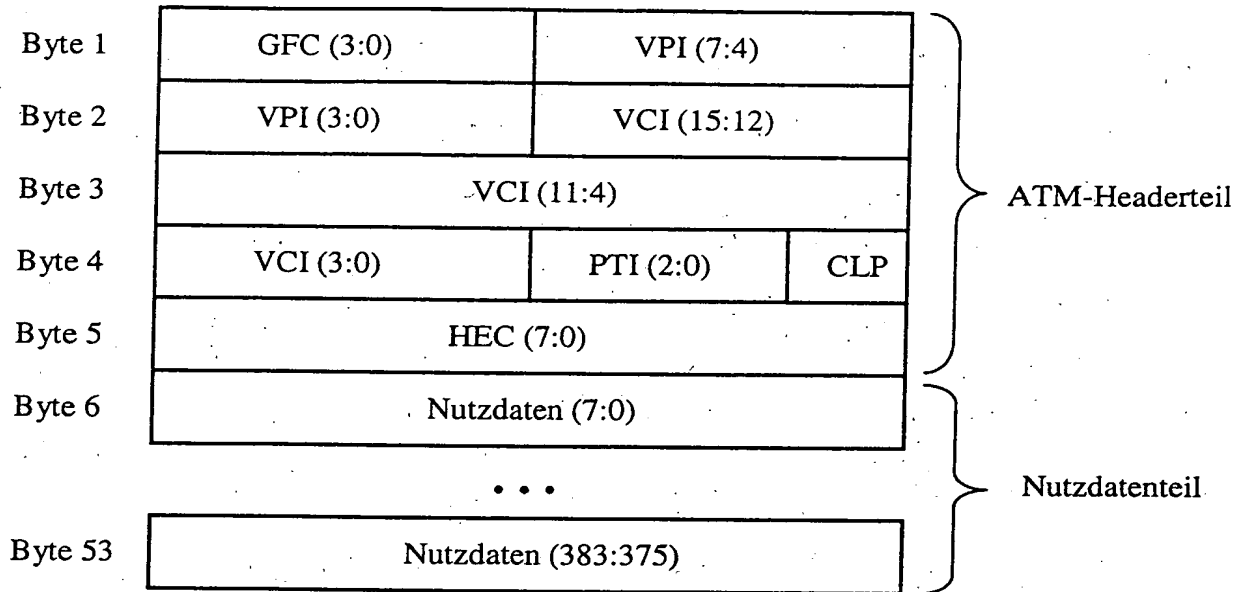 Byte 1 GFC (3:0) VPI (7:4)
Byte 2 VPI (3:0) VCI (15:12)
Byte 3 VCI (11:4) ATM-Headerteil
Byte 4 VCI (3:0) PTI (2:0) CLP
Byte 5 HEC (7:0)
Byte 6 Nutzdaten (7:0)
• • • Nutzdatenteil
Byte 53 Nutzdaten (383:375)